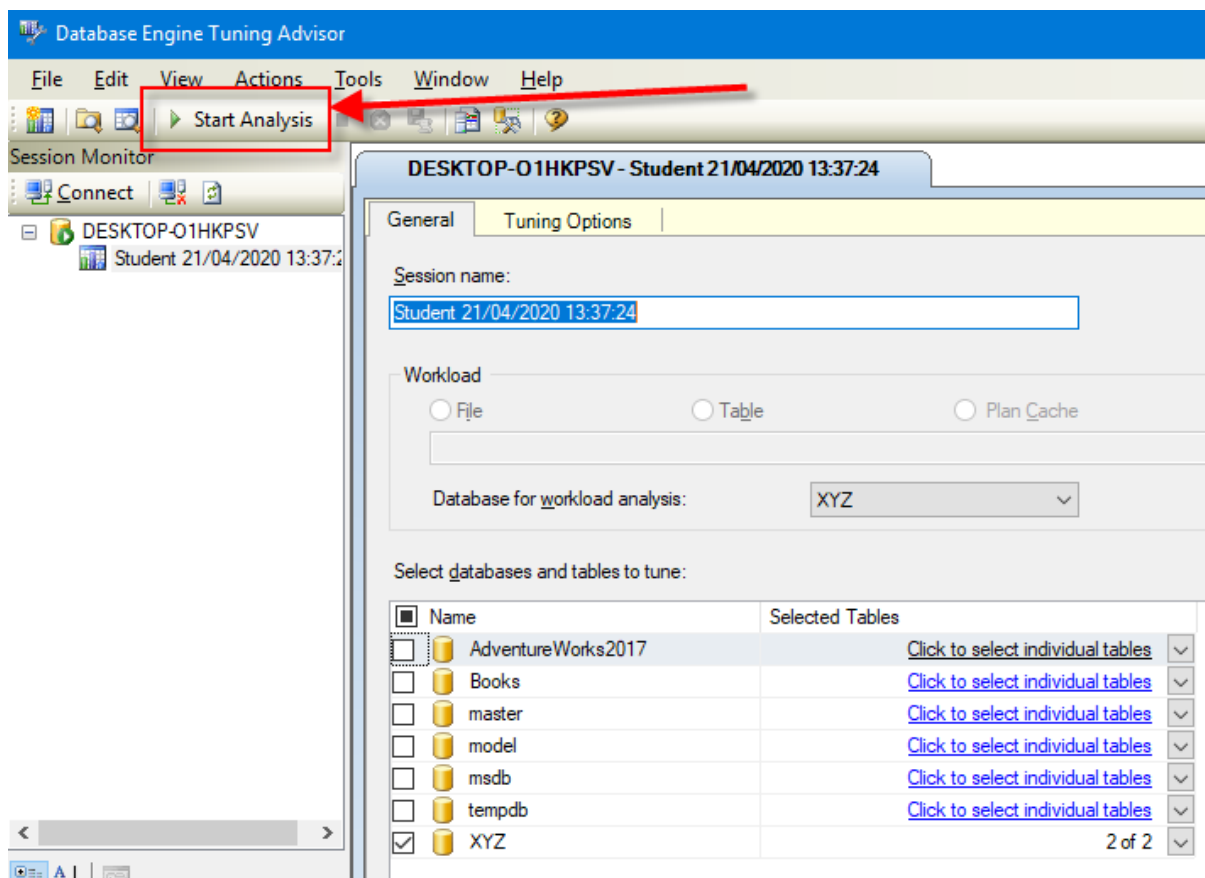 Database Engine Tuning Advisor
File Edit View Actions Tools Window Help
Start Analysis
Session Monitor
Connect
DESKTOP-O1HKPSV
Student 21/04/2020 13:37:2
DESKTOP-O1HKPSV - Student 21/04/2020 13:37:24
General Tuning Options
Session name:
Student 21/04/2020 13:37:24
Workload
File Table Plan Cache
Database for workload analysis: XYZ
Select databases and tables to tune:
Name Selected Tables
AdventureWorks2017 Click to select individual tables
Books Click to select individual tables
master Click to select individual tables
model Click to select individual tables
msdb Click to select individual tables
tempdb Click to select individual tables
XYZ 2 of 2